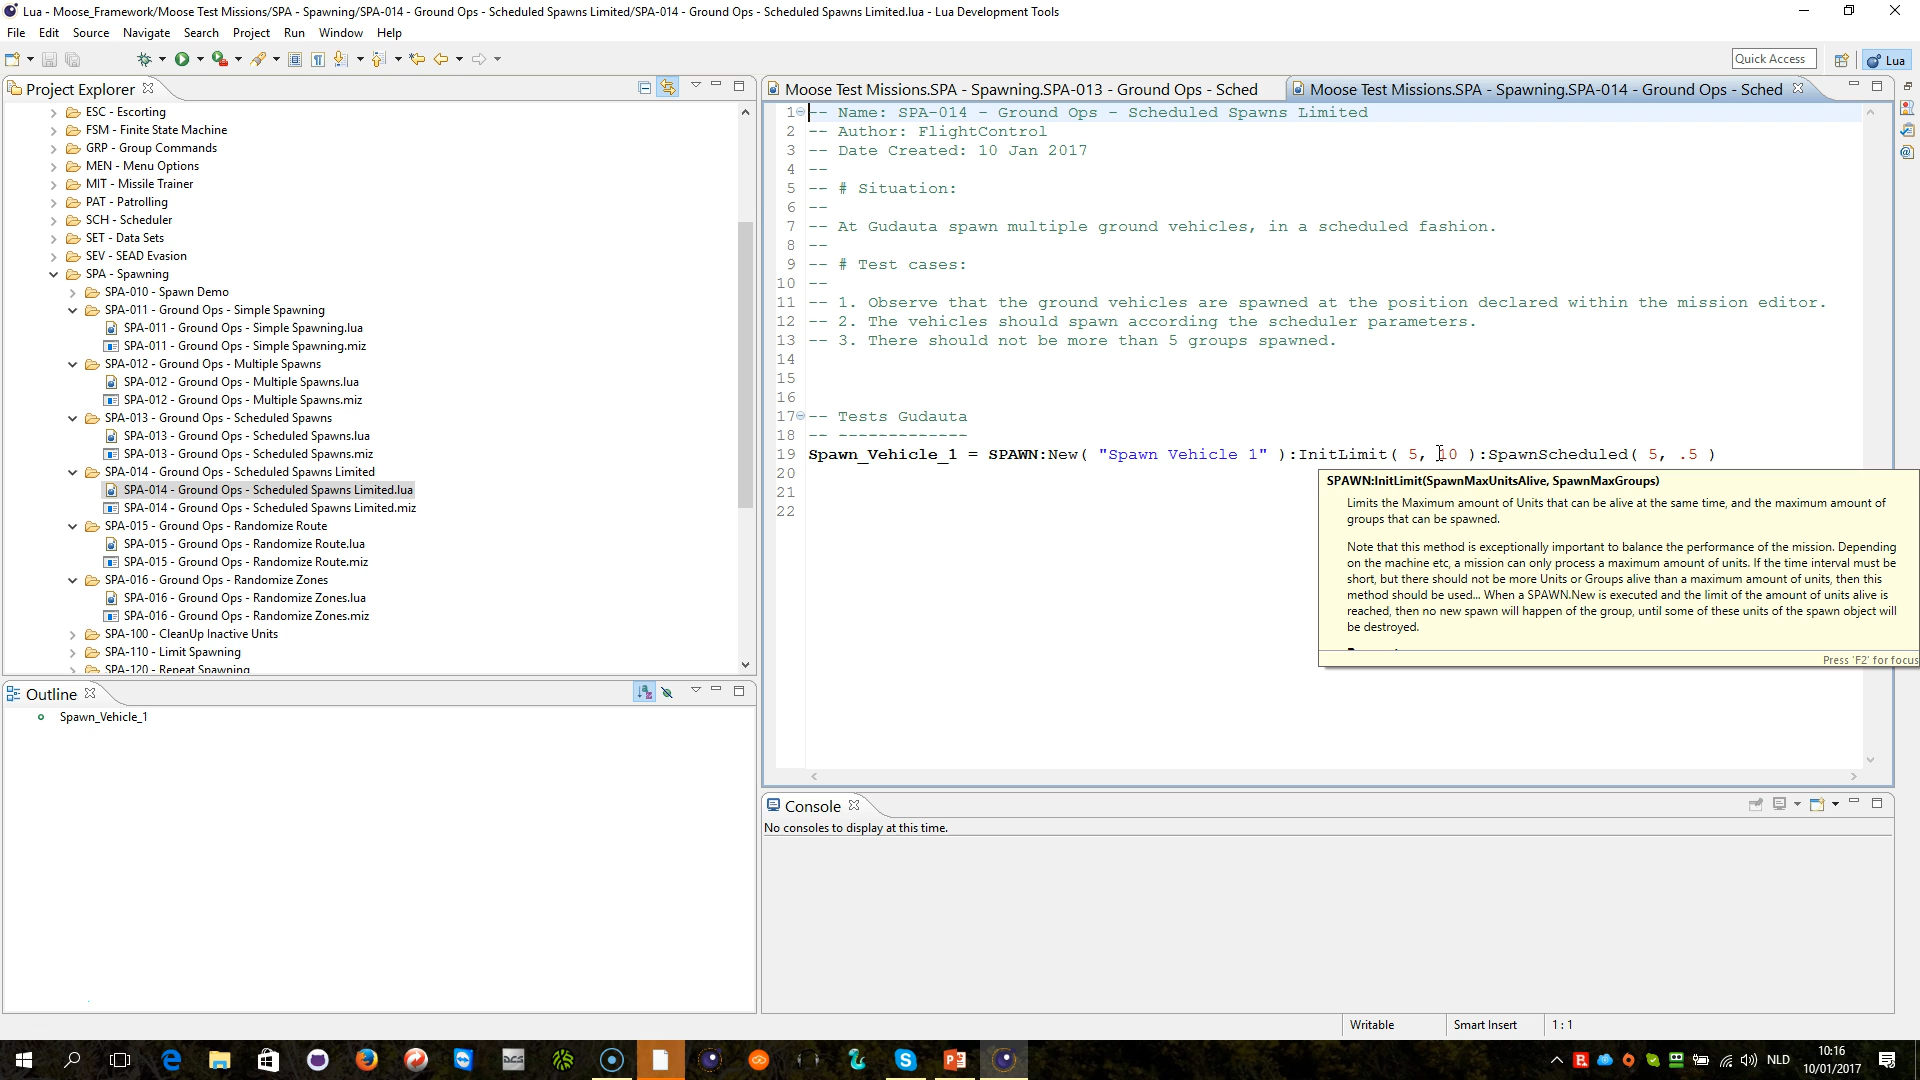 Lua - Moose_Framework/Moose Test Missions/SPA - Spawning/SPA-014 - Ground Ops - Scheduled Spawns Limited/SPA-014 - Ground Ops - Scheduled Spawns Limited.lua - Lua Development Tools
File Edit Source Navigate Search Project Run Window Help
Quick Access
Lua
Project Explorer
ESC - Escorting
FSM - Finite State Machine
GRP - Group Commands
MEN - Menu Options
MIT - Missile Trainer
PAT - Patrolling
SCH - Scheduler
SET - Data Sets
SEV - SEAD Evasion
SPA - Spawning
SPA-010 - Spawn Demo
SPA-011 - Ground Ops - Simple Spawning
SPA-011 - Ground Ops - Simple Spawning.lua
SPA-011 - Ground Ops - Simple Spawning.miz
SPA-012 - Ground Ops - Multiple Spawns
SPA-012 - Ground Ops - Multiple Spawns.lua
SPA-012 - Ground Ops - Multiple Spawns.miz
SPA-013 - Ground Ops - Scheduled Spawns
SPA-013 - Ground Ops - Scheduled Spawns.lua
SPA-013 - Ground Ops - Scheduled Spawns.miz
SPA-014 - Ground Ops - Scheduled Spawns Limited
SPA-014 - Ground Ops - Scheduled Spawns Limited.lua
SPA-014 - Ground Ops - Scheduled Spawns Limited.miz
SPA-015 - Ground Ops - Randomize Route
SPA-015 - Ground Ops - Randomize Route.lua
SPA-015 - Ground Ops - Randomize Route.miz
SPA-016 - Ground Ops - Randomize Zones
SPA-016 - Ground Ops - Randomize Zones.lua
SPA-016 - Ground Ops - Randomize Zones.miz
SPA-100 - CleanUp Inactive Units
SPA-110 - Limit Spawning
SPA-120 - Repeat Spawning
Outline
Spawn_Vehicle_1
Moose Test Missions.SPA - Spawning.SPA-013 - Ground Ops - Sched
Moose Test Missions.SPA - Spawning.SPA-014 - Ground Ops - Sched
1 -- Name: SPA-014 - Ground Ops - Scheduled Spawns Limited
2 -- Author: FlightControl
3 -- Date Created: 10 Jan 2017
4 --
5 -- # Situation:
6 --
7 -- At Gudauta spawn multiple ground vehicles, in a scheduled fashion.
8 --
9 -- # Test cases:
10 --
11 -- 1. Observe that the ground vehicles are spawned at the position declared within the mission editor.
12 -- 2. The vehicles should spawn according the scheduler parameters.
13 -- 3. There should not be more than 5 groups spawned.
14
15
16
17 -- Tests Gudauta
18 -- -------------
19 Spawn_Vehicle_1 = SPAWN:New( "Spawn Vehicle 1" ):InitLimit( 5, 10 ):SpawnScheduled( 5, .5 )
20
21
22
SPAWN:InitLimit(SpawnMaxUnitsAlive, SpawnMaxGroups)
Limits the Maximum amount of Units that can be alive at the same time, and the maximum amount of
groups that can be spawned.
Note that this method is exceptionally important to balance the performance of the mission. Depending
on the machine etc, a mission can only process a maximum amount of units. If the time interval must be
short, but there should not be more Units or Groups alive than a maximum amount of units, then this
method should be used... When a SPAWN.New is executed and the limit of the amount of units alive is
reached, then no new spawn will happen of the group, until some of these units of the spawn object will
be destroyed.
Press 'F2' for focus
Console
No consoles to display at this time.
Writable
Smart Insert
1 : 1
DCS
NLD
10:16
10/01/2017